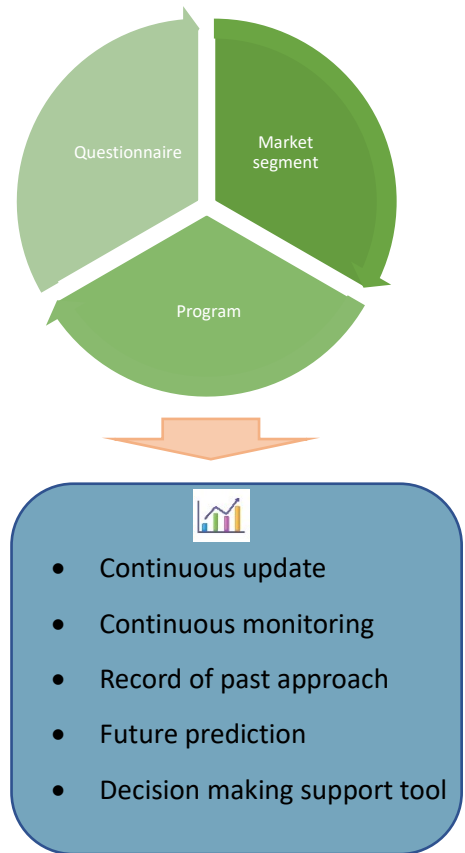 Questionnaire
Market
segment
Program
• Continuous update
• Continuous monitoring
• Record of past approach
• Future prediction
• Decision making support tool